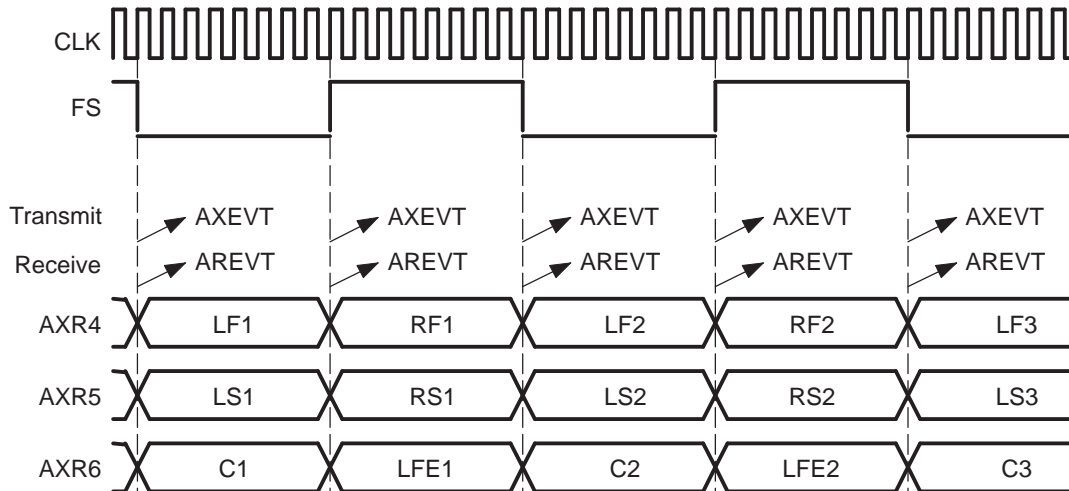 CLK
FS
Transmit AXEVT AXEVT AXEVT AXEVT AXEVT
Receive AREVT AREVT AREVT AREVT AREVT
AXR4 LF1 RF1 LF2 RF2 LF3
AXR5 LS1 RS1 LS2 RS2 LS3
AXR6 C1 LFE1 C2 LFE2 C3